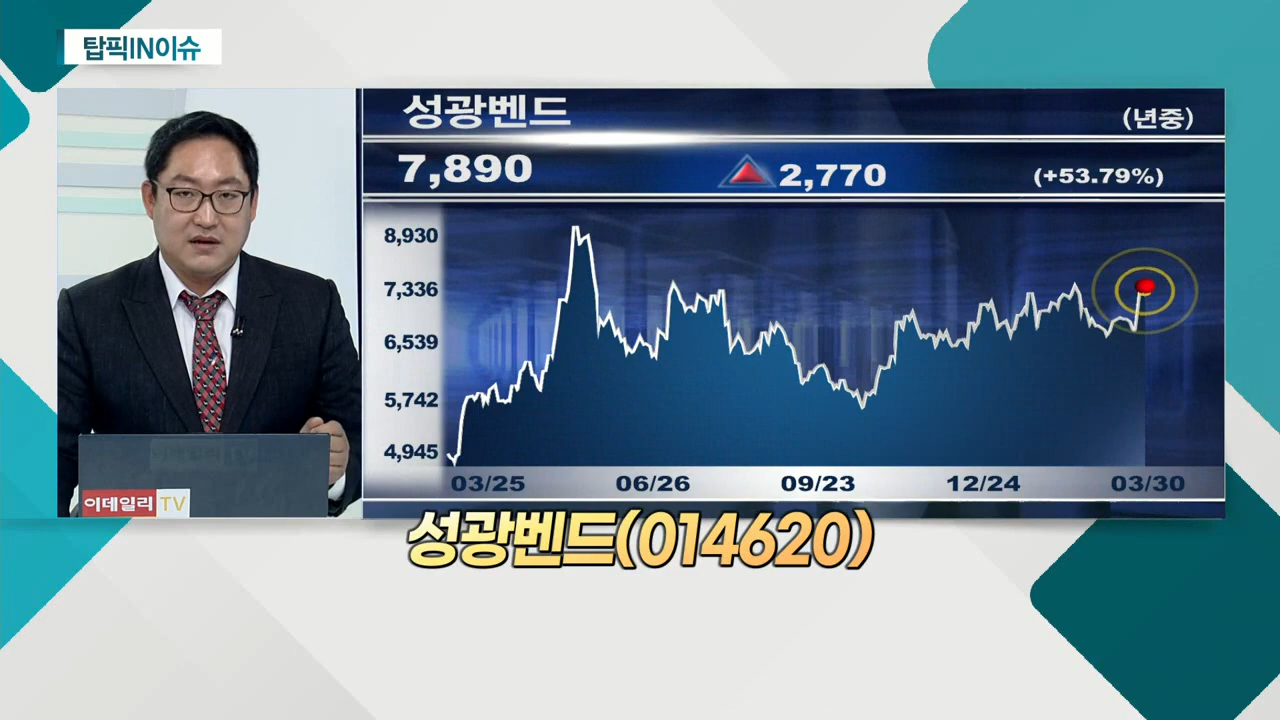 탑픽IN이슈
성광벤드
(년중)
7,890 2,770 (+53.79%)
8,930
7,336
6,539
5,742
4,945
03/25 06/26 09/23 12/24 03/30
이데일리TV
성광벤드(014620)